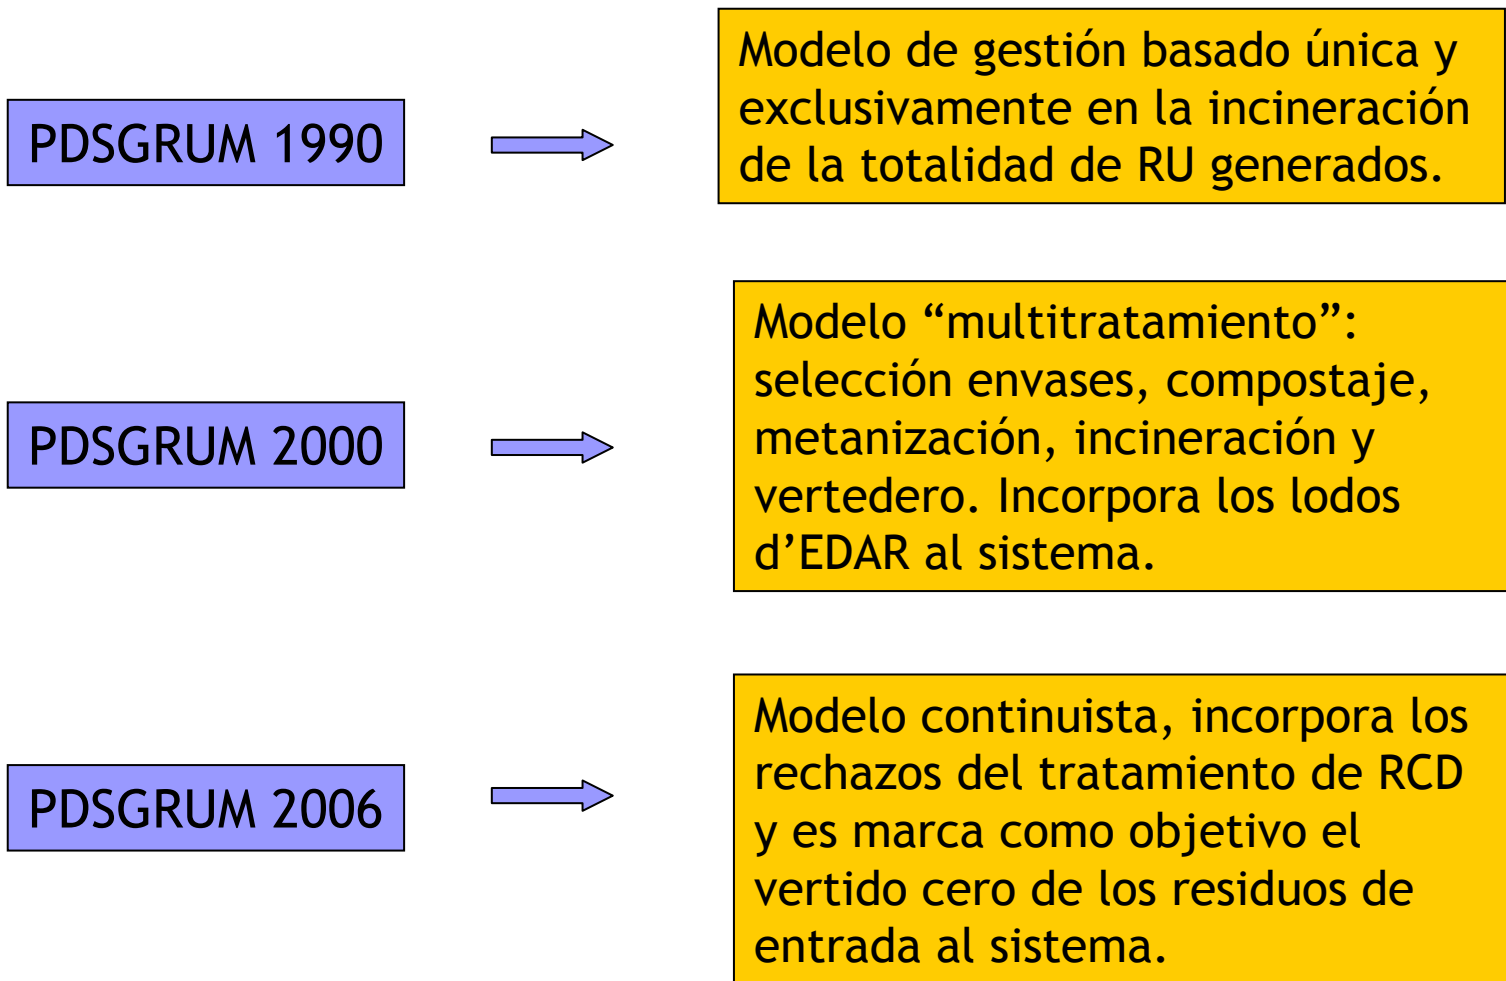 PDSGRUM 1990
Modelo de gestión basado única y
exclusivamente en la incineración
de la totalidad de RU generados.
PDSGRUM 2000
Modelo “multitratamiento”:
selección envases, compostaje,
metanización, incineración y
vertedero. Incorpora los lodos
d’EDAR al sistema.
PDSGRUM 2006
Modelo continuista, incorpora los
rechazos del tratamiento de RCD
y es marca como objetivo el
vertido cero de los residuos de
entrada al sistema.